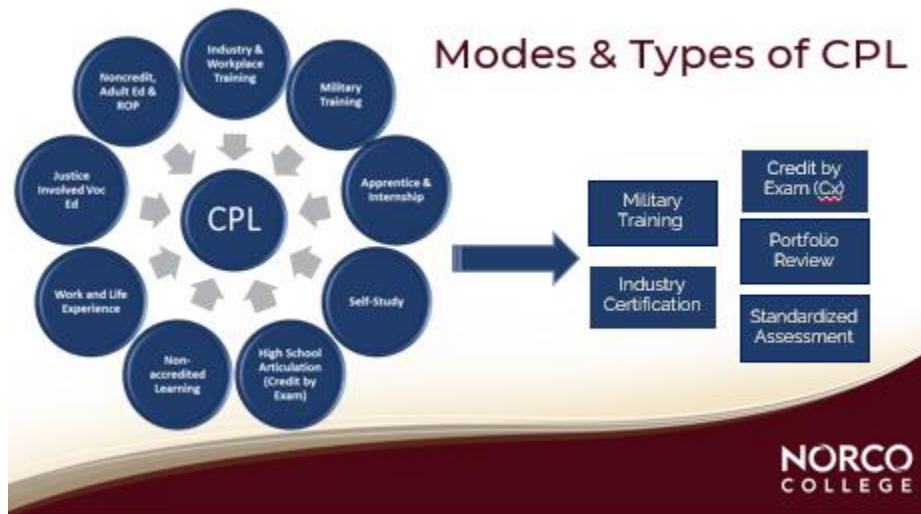 Modes & Types of CPL
Industry &
Workplace
Training
Military
Training
Apprentice &
Internship
Self-Study
High School
Articulation
(Credit by
Exam)
Non-
accredited
Learning
Work and Life
Experience
Justice
Involved Voc
Ed
Noncredit,
Adult Ed &
ROP
CPL
Military
Training
Industry
Certification
Credit by
Exam (Cx)
Portfolio
Review
Standardized
Assessment
NORCO
COLLEGE